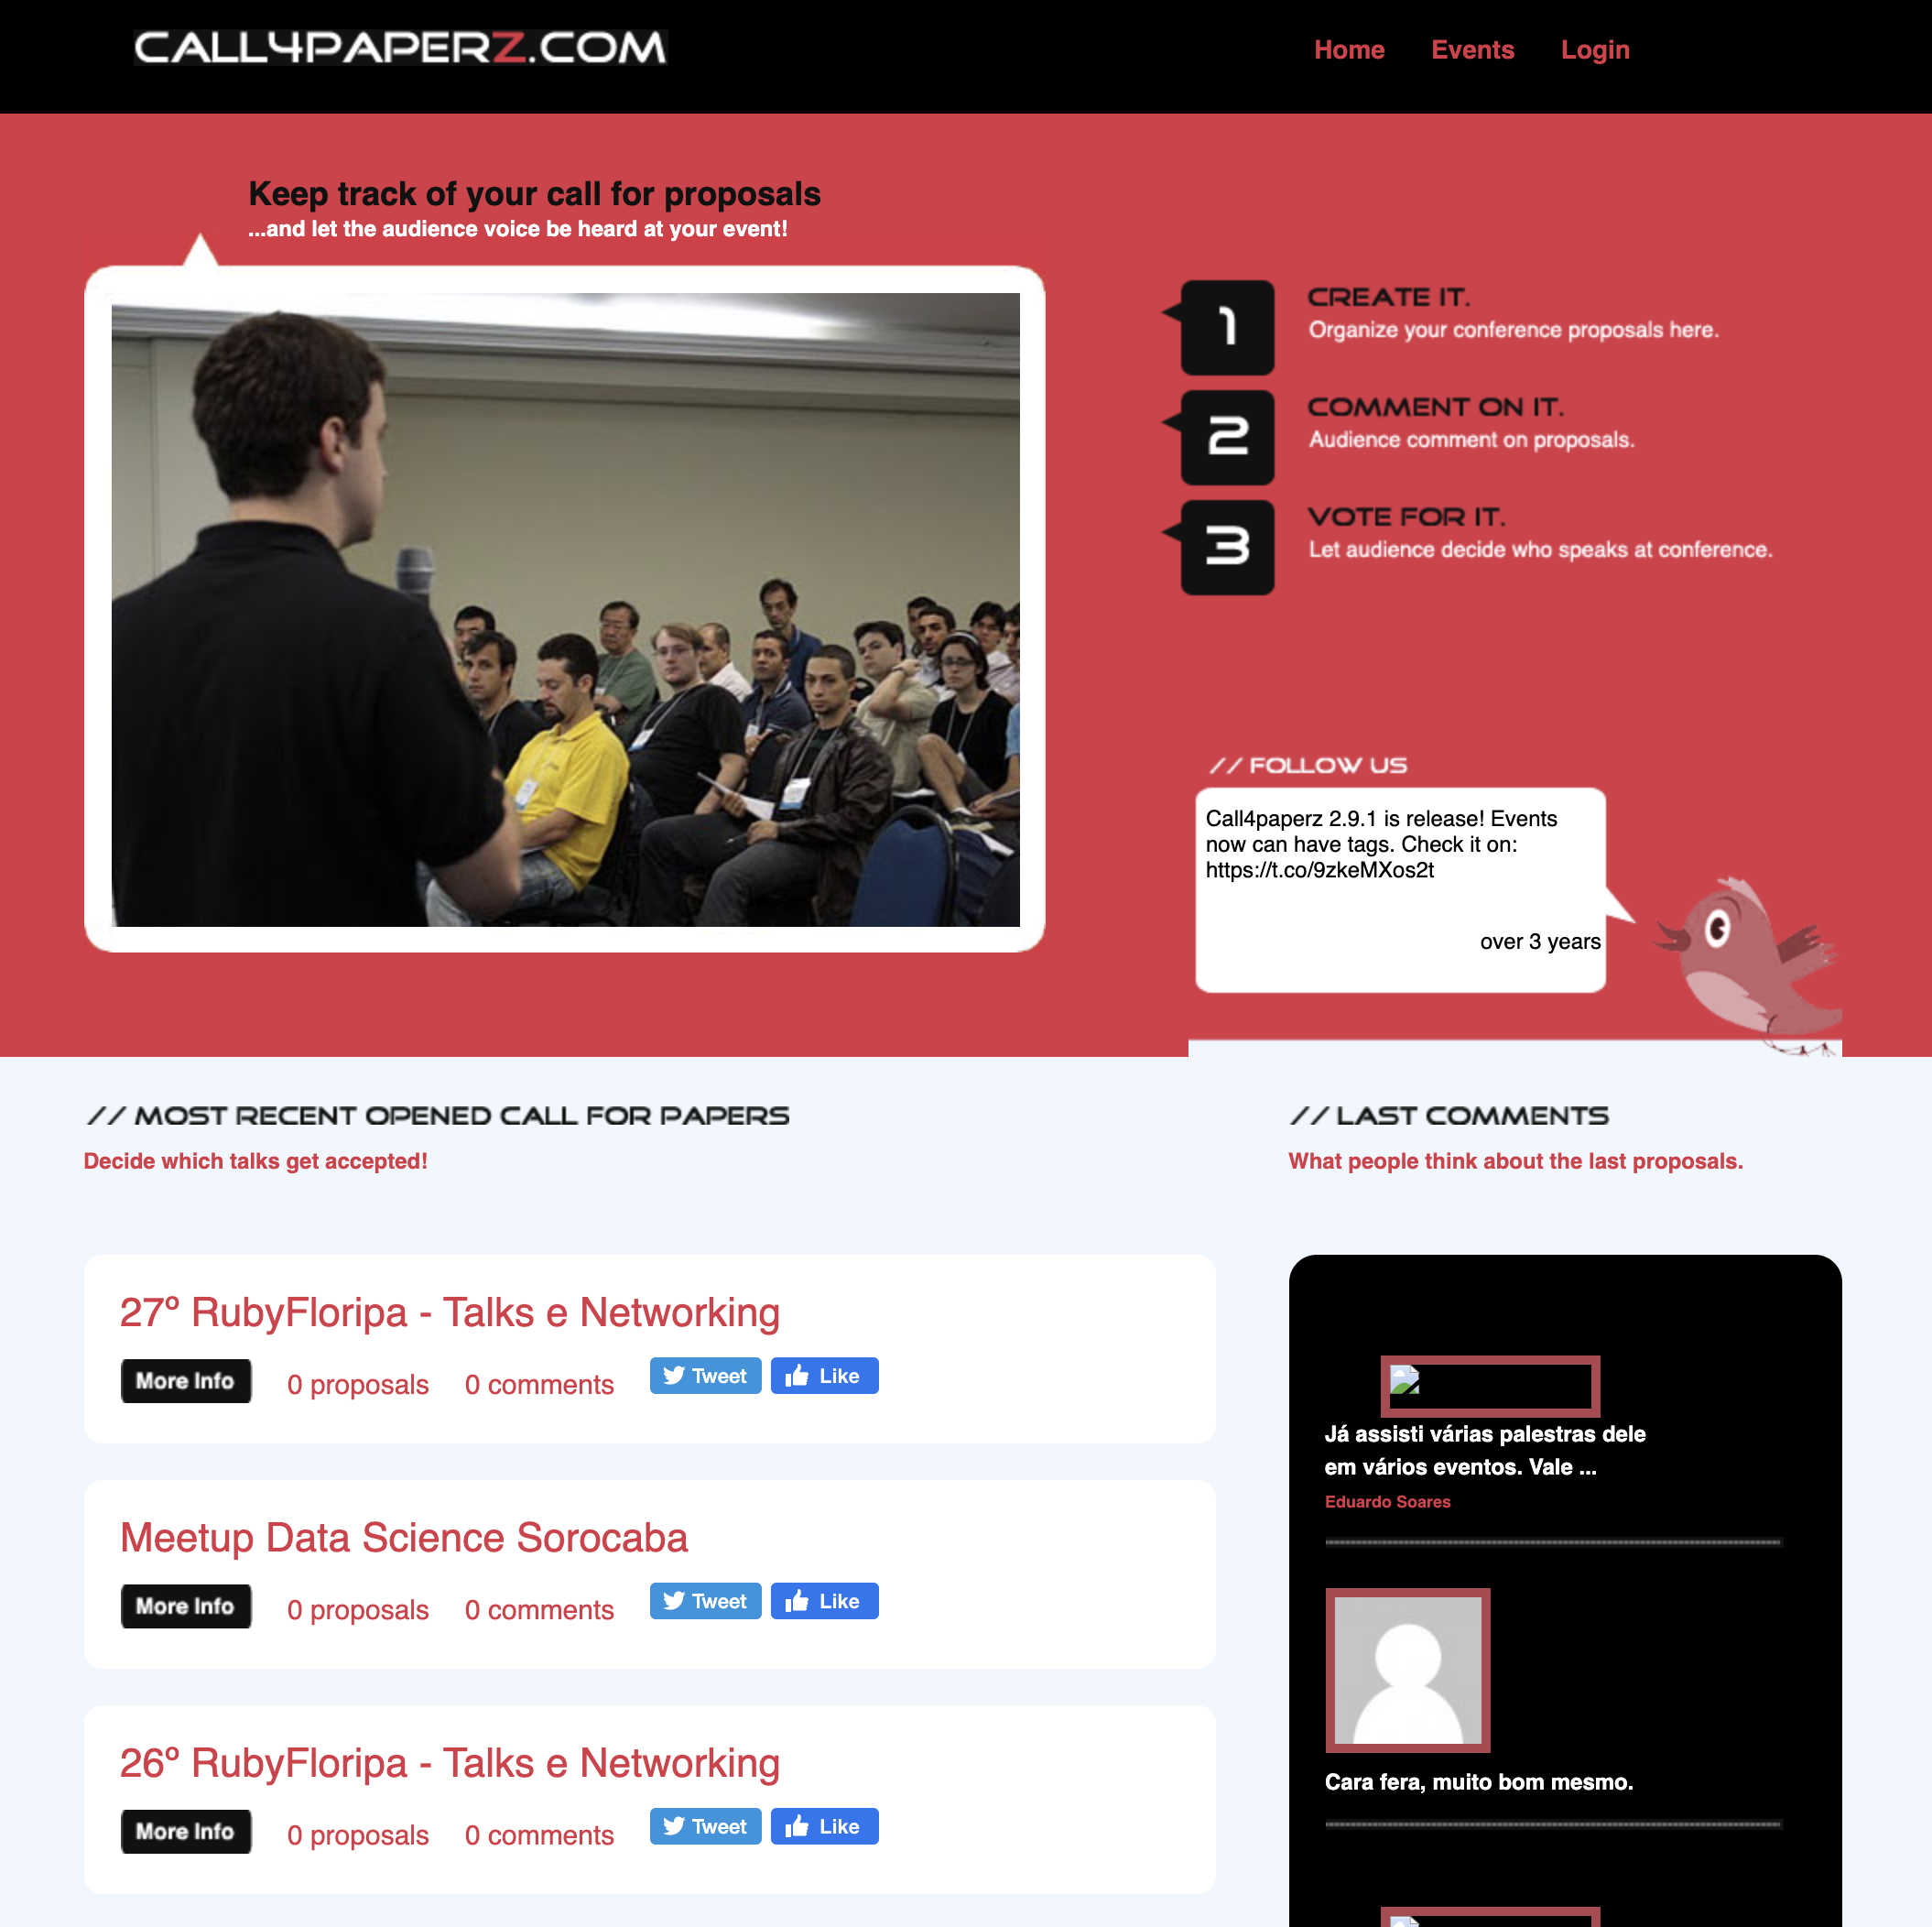 CALL4PAPERZ.COM
Home Events Login
Keep track of your call for proposals
...and let the audience voice be heard at your event!
1
CREATE IT.
Organize your conference proposals here.
2
COMMENT ON IT.
Audience comment on proposals.
3
VOTE FOR IT.
Let audience decide who speaks at conference.
// FOLLOW US
Call4paperz 2.9.1 is release! Events
now can have tags. Check it on:
https://t.co/9zkeMXos2t
over 3 years
// MOST RECENT OPENED CALL FOR PAPERS
Decide which talks get accepted!
27º RubyFloripa - Talks e Networking
More Info 0 proposals 0 comments Tweet Like
Meetup Data Science Sorocaba
More Info 0 proposals 0 comments Tweet Like
26º RubyFloripa - Talks e Networking
More Info 0 proposals 0 comments Tweet Like
// LAST COMMENTS
What people think about the last proposals.
Já assisti várias palestras dele
em vários eventos. Vale ...
Eduardo Soares
Cara fera, muito bom mesmo.